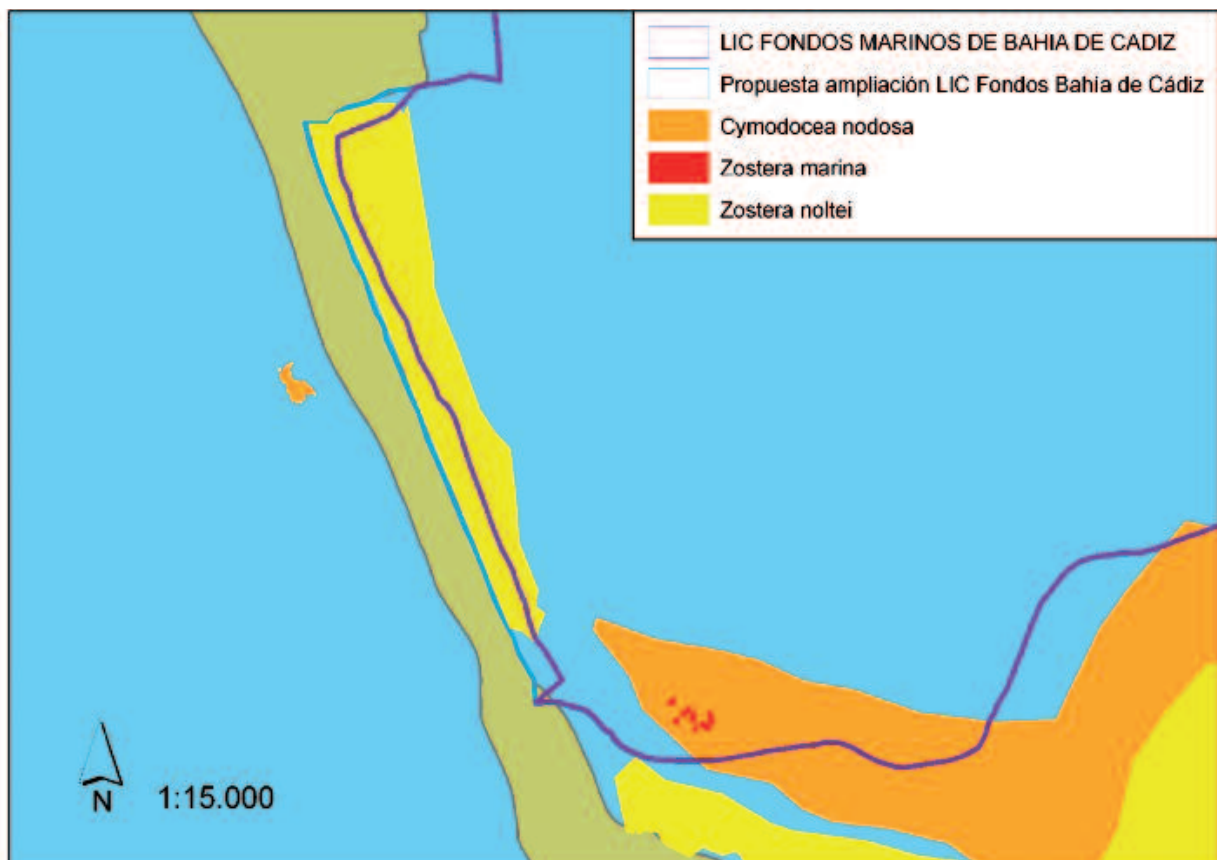 LIC FONDOS MARINOS DE BAHIA DE CADIZ
Propuesta ampliación LIC Fondos Bahía de Cádiz
Cymodocea nodosa
Zostera marina
Zostera noltei
N
1:15.000